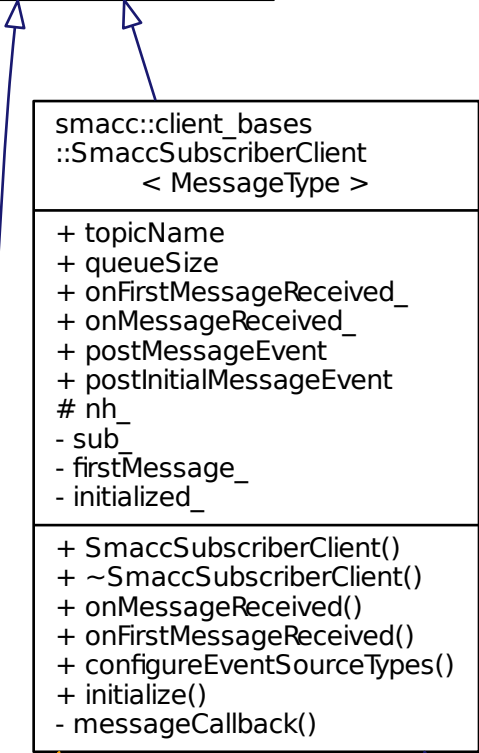 smacc::client_bases
::SmaccSubscriberClient
< MessageType >
+ topicName
+ queueSize
+ onFirstMessageReceived_
+ onMessageReceived_
+ postMessageEvent
+ postInitialMessageEvent
# nh_
- sub_
- firstMessage_
- initialized_
+ SmaccSubscriberClient()
+ ~SmaccSubscriberClient()
+ onMessageReceived()
+ onFirstMessageReceived()
+ configureEventSourceTypes()
+ initialize()
- messageCallback()